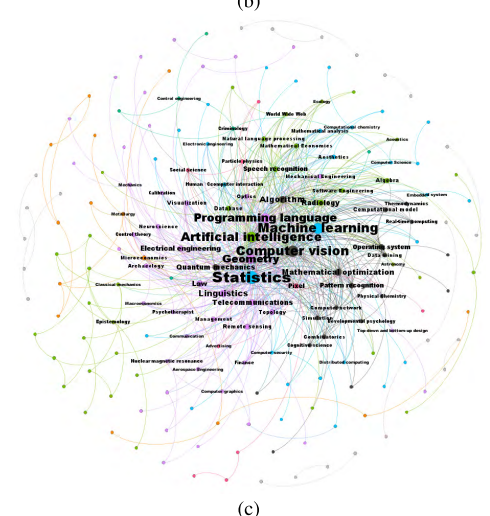 (b)
Control engineering
Ecology
World Wide Web
Criminology
Computational chemistry
Mathematical analysis
Natural language processing
Acoustics
Electronic Engineering
Mathematical Economics
Aesthetics
Particle physics
Computer Science
Social science
Speech recognition
Mechanical Engineering
Algebra
Mechanics
Human–computer interaction
Calibration
Software Engineering
Embedded system
Optics
Algorithm
Visualization
Radiology
Thermodynamics
Database
Computational model
Metallurgy
Programming language
Real-time computing
Neuroscience
Machine learning
Control theory
Artificial intelligence
Electrical engineering
Computer vision
Operating system
Data Mining
Microeconomics
Geometry
Archaeology
Quantum mechanics
Astronomy
Mathematical optimization
Statistics
Classical mechanics
Law
Pixel
Pattern recognition
Linguistics
Physical Chemistry
Macroeconomics
Telecommunications
Computer network
Psychotherapist
Topology
Simulation
Epistemology
Management
Developmental psychology
Remote sensing
Top-down and bottom-up design
Communication
Combinatorics
Advertising
Cognitive science
Computer security
Nuclear magnetic resonance
Finance
Distributed computing
Aerospace Engineering
Computer graphics
(c)